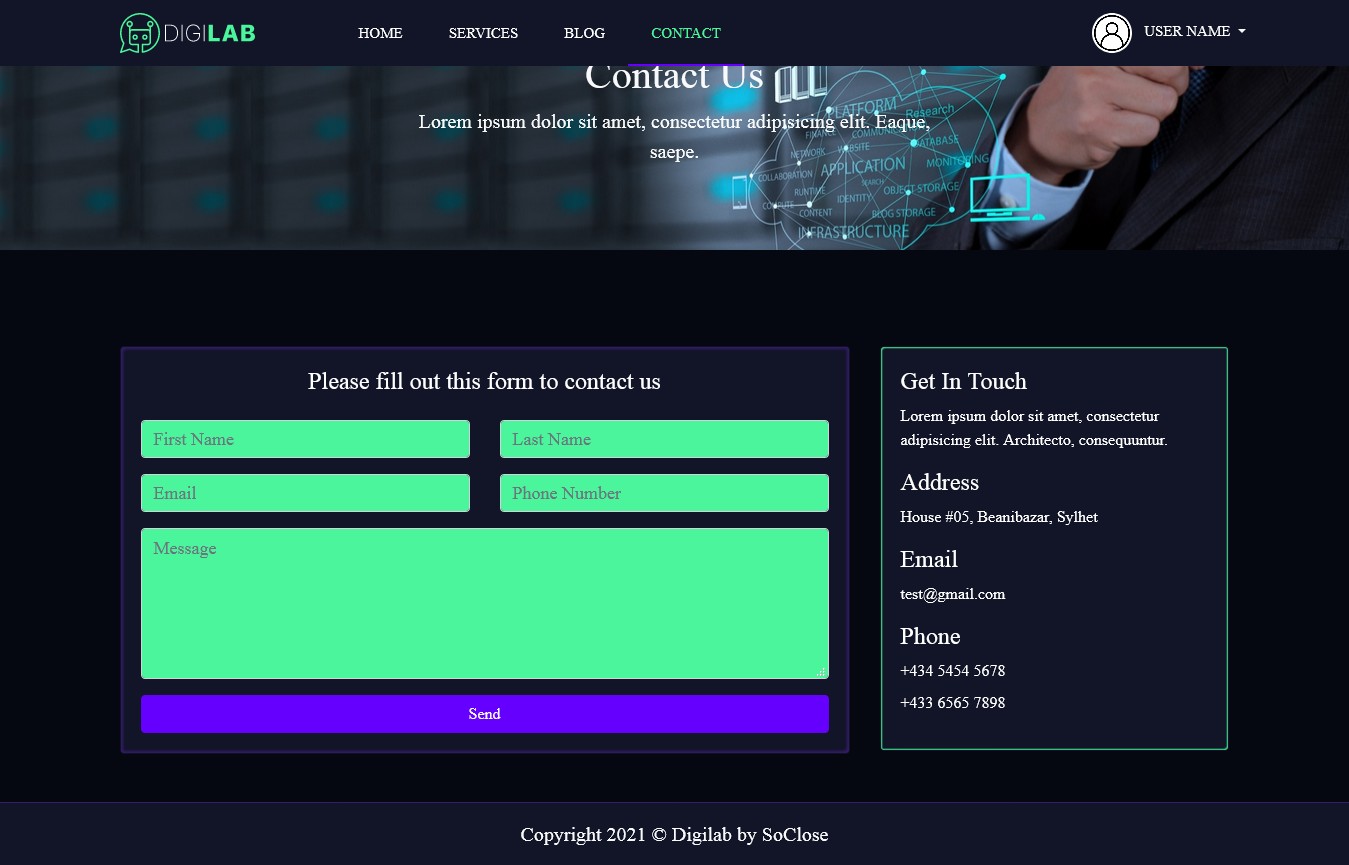 DIGILAB
HOME
SERVICES
BLOG
CONTACT
USER NAME
Contact Us
Lorem ipsum dolor sit amet, consectetur adipisicing elit. Eaque,
saepe.
PLATFORM
Research
FINANCE
DATABASE
NETWORK
WEBSITE
MONITORING
APPLICATION
COLLABORATION
SEARCH
RUNTIME
OBJECT STORAGE
IDENTITY
COMPUTE
CONTENT
BLOG STORAGE
INFRASTRUCTURE
Please fill out this form to contact us
First Name
Last Name
Email
Phone Number
Message
Send
Get In Touch
Lorem ipsum dolor sit amet, consectetur
adipisicing elit. Architecto, consequuntur.
Address
House #05, Beanibazar, Sylhet
Email
test@gmail.com
Phone
+434 5454 5678
+433 6565 7898
Copyright 2021 © Digilab by SoClose